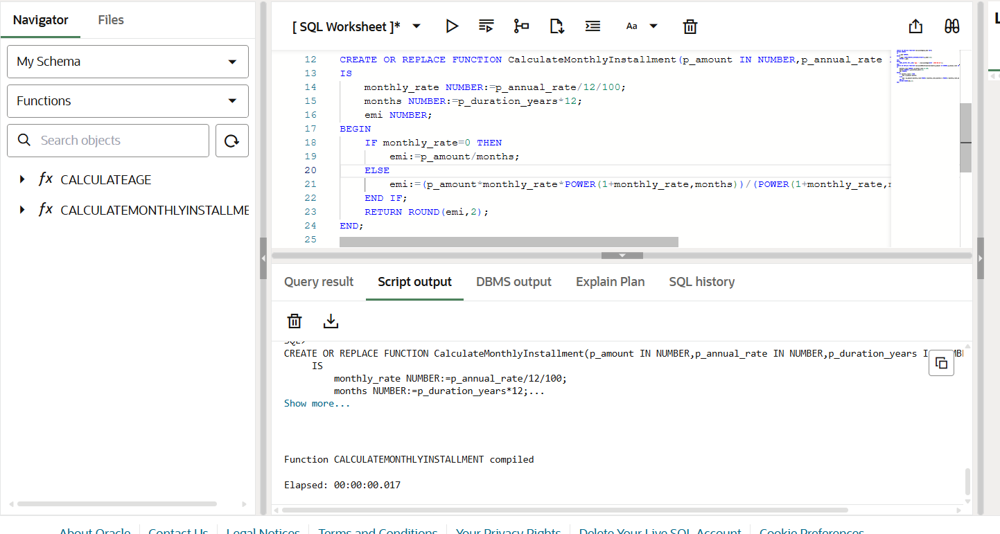 Navigator Files
My Schema
Functions
Search objects
fx CALCULATEAGE
fx CALCULATEMONTHLYINSTALLME
[ SQL Worksheet ]*
Aa
12 CREATE OR REPLACE FUNCTION CalculateMonthlyInstallment(p_amount IN NUMBER,p_annual_rate
13 IS
14 monthly_rate NUMBER:=p_annual_rate/12/100;
15 months NUMBER:=p_duration_years*12;
16 emi NUMBER;
17 BEGIN
18 IF monthly_rate=0 THEN
19 emi:=p_amount/months;
20 ELSE
21 emi:=(p_amount*monthly_rate*POWER(1+monthly_rate,months))/(POWER(1+monthly_rate,
22 END IF;
23 RETURN ROUND(emi,2);
24 END;
25
Query result Script output DBMS output Explain Plan SQL history
SQL>
CREATE OR REPLACE FUNCTION CalculateMonthlyInstallment(p_amount IN NUMBER,p_annual_rate IN NUMBER,p_duration_years
IS
monthly_rate NUMBER:=p_annual_rate/12/100;
months NUMBER:=p_duration_years*12;...
Show more...
Function CALCULATEMONTHLYINSTALLMENT compiled
Elapsed: 00:00:00.017
About Oracle Contact Us Legal Notices Terms and Conditions Your Privacy Rights Delete Your Live SQL Account Cookie Preferences